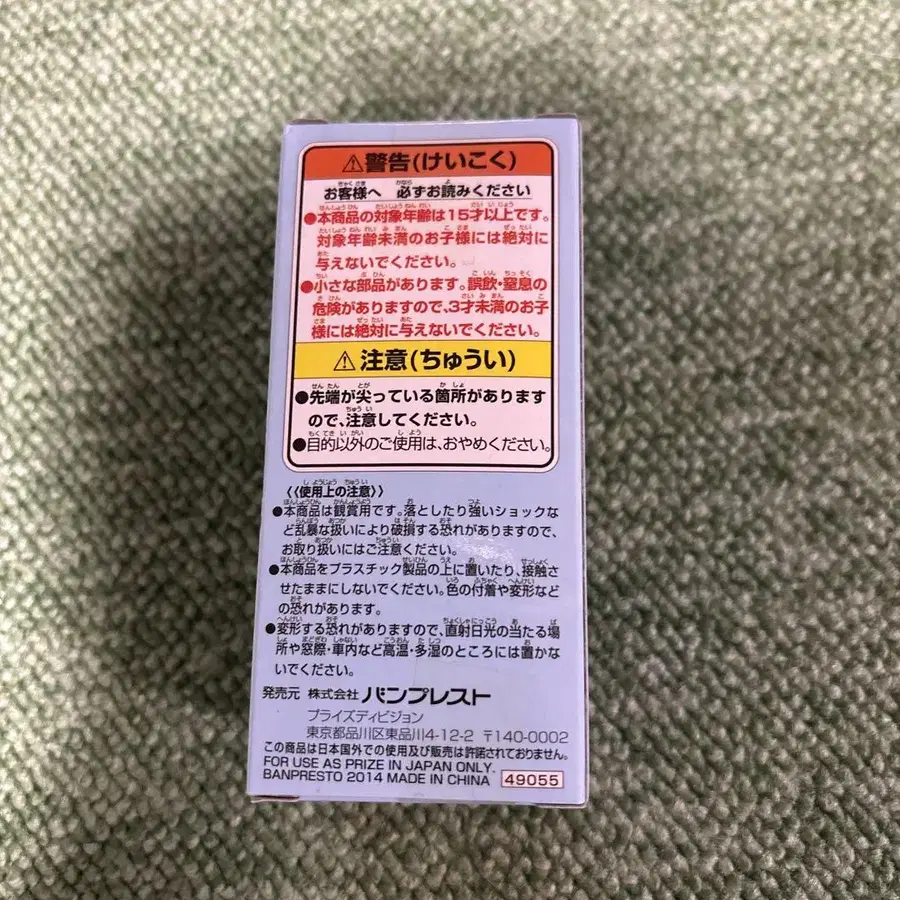 ⚠警告(けいこく)
お客様へ 必ずお読みください
●本商品の対象年齢は15才以上です。
対象年齢未満のお子様には絶対に
与えないでください。
●小さな部品があります。誤飲・窒息の
危険がありますので、3才未満のお子
様には絶対に与えないでください。
⚠注意(ちゅうい)
●先端が尖っている箇所があります
ので、注意してください。
●目的以外のご使用は、おやめください。
《使用上の注意》
●本商品は観賞用です。落としたり強いショックな
ど乱暴な扱いにより破損する恐れがありますので、
お取り扱いにはご注意ください。
●本商品をプラスチック製品の上に置いたり、接触さ
せたままにしないでください。色の付着や変形など
の恐れがあります。
●変形する恐れがありますので、直射日光の当たる場
所や窓際・車内など高温・多湿のところには置かな
いでください。
発売元 株式会社 バンプレスト
プライズディビジョン
東京都品川区東品川4-12-2 〒140-0002
この商品は日本国外での使用及び販売は許諾されておりません。
FOR USE AS PRIZE IN JAPAN ONLY.
BANPRESTO 2014 MADE IN CHINA 49055